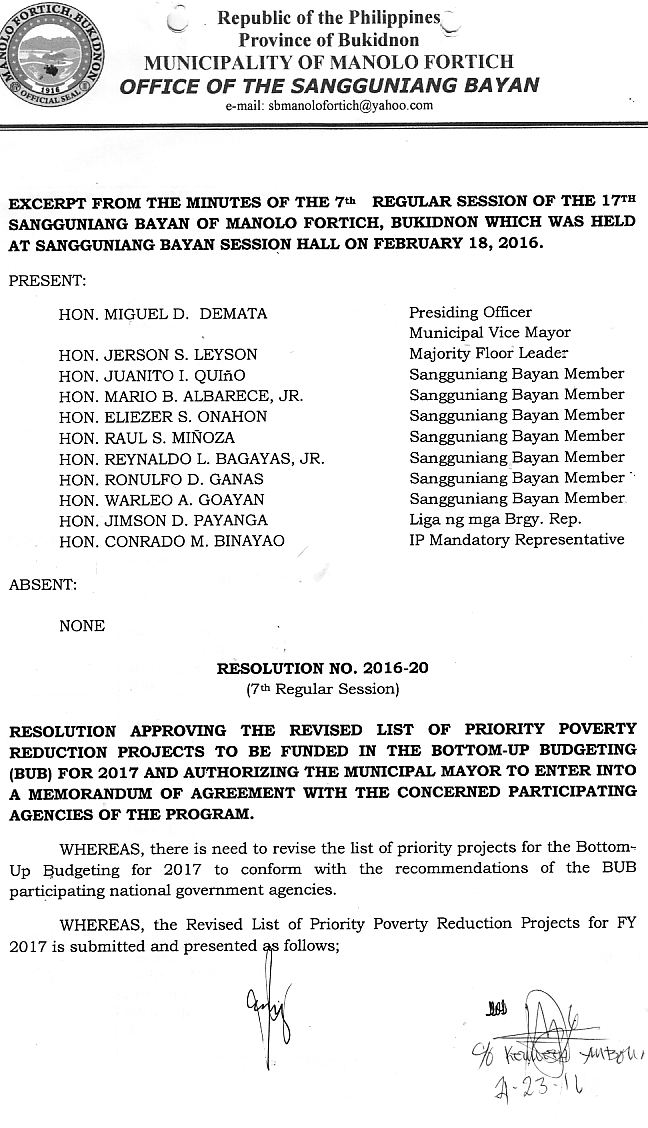 MANOLO FORTICH, BUKIDNON
1916
OFFICIAL SEAL
Republic of the Philippines
Province of Bukidnon
MUNICIPALITY OF MANOLO FORTICH
OFFICE OF THE SANGGUNIANG BAYAN
e-mail: sbmanolofortich@yahoo.com
EXCERPT FROM THE MINUTES OF THE 7th REGULAR SESSION OF THE 17TH
SANGGUNIANG BAYAN OF MANOLO FORTICH, BUKIDNON WHICH WAS HELD
AT SANGGUNIANG BAYAN SESSION HALL ON FEBRUARY 18, 2016.
PRESENT:
HON. MIGUEL D. DEMATA Presiding Officer
Municipal Vice Mayor
HON. JERSON S. LEYSON Majority Floor Leader
HON. JUANITO I. QUIñO Sangguniang Bayan Member
HON. MARIO B. ALBARECE, JR. Sangguniang Bayan Member
HON. ELIEZER S. ONAHON Sangguniang Bayan Member
HON. RAUL S. MIÑOZA Sangguniang Bayan Member
HON. REYNALDO L. BAGAYAS, JR. Sangguniang Bayan Member
HON. RONULFO D. GANAS Sangguniang Bayan Member
HON. WARLEO A. GOAYAN Sangguniang Bayan Member
HON. JIMSON D. PAYANGA Liga ng mga Brgy. Rep.
HON. CONRADO M. BINAYAO IP Mandatory Representative
ABSENT:
NONE
RESOLUTION NO. 2016-20
(7th Regular Session)
RESOLUTION APPROVING THE REVISED LIST OF PRIORITY POVERTY
REDUCTION PROJECTS TO BE FUNDED IN THE BOTTOM-UP BUDGETING
(BUB) FOR 2017 AND AUTHORIZING THE MUNICIPAL MAYOR TO ENTER INTO
A MEMORANDUM OF AGREEMENT WITH THE CONCERNED PARTICIPATING
AGENCIES OF THE PROGRAM.
WHEREAS, there is need to revise the list of priority projects for the Bottom-
Up Budgeting for 2017 to conform with the recommendations of the BUB
participating national government agencies.
WHEREAS, the Revised List of Priority Poverty Reduction Projects for FY
2017 is submitted and presented as follows;
c/o
2-23-16